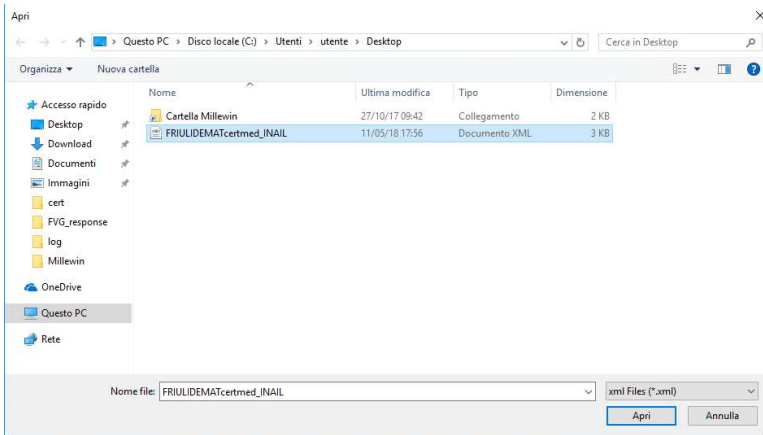 Apri
Questo PC > Disco locale (C:) > Utenti > utente > Desktop
Cerca in Desktop
Organizza
Nuova cartella
Nome
Ultima modifica
Tipo
Dimensione
Accesso rapido
Desktop
Download
Documenti
Immagini
cert
FVG_response
log
Millewin
OneDrive
Questo PC
Rete
Cartella Millewin
27/10/17 09:42
Collegamento
2 KB
FRIULIDEMATcertmed_INAIL
11/05/18 17:56
Documento XML
3 KB
Nome file:
FRIULIDEMATcertmed_INAIL
xml Files (*.xml)
Apri
Annulla